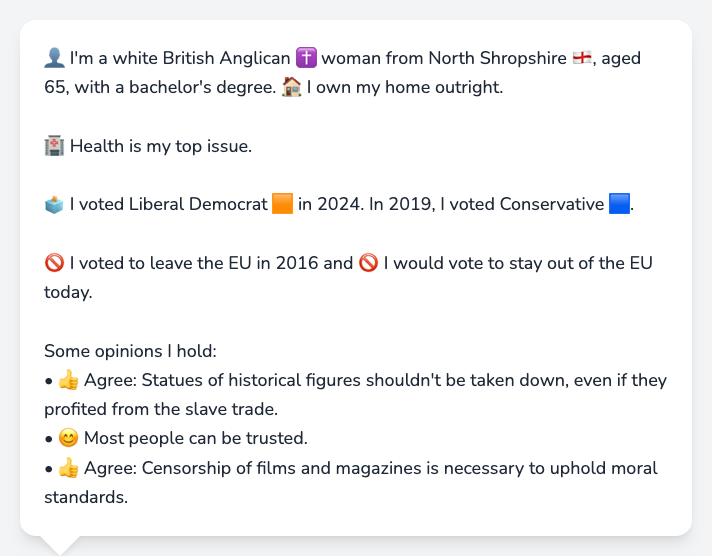 👤 I'm a white British Anglican ✝️ woman from North Shropshire 🏴󠁧󠁢󠁥󠁮󠁧󠁿, aged
65, with a bachelor's degree. 🏠 I own my home outright.
🏥 Health is my top issue.
🗳️ I voted Liberal Democrat 🟧 in 2024. In 2019, I voted Conservative 🟦.
🚫 I voted to leave the EU in 2016 and 🚫 I would vote to stay out of the EU
today.
Some opinions I hold:
• 👍 Agree: Statues of historical figures shouldn't be taken down, even if they
profited from the slave trade.
• 😊 Most people can be trusted.
• 👍 Agree: Censorship of films and magazines is necessary to uphold moral
standards.